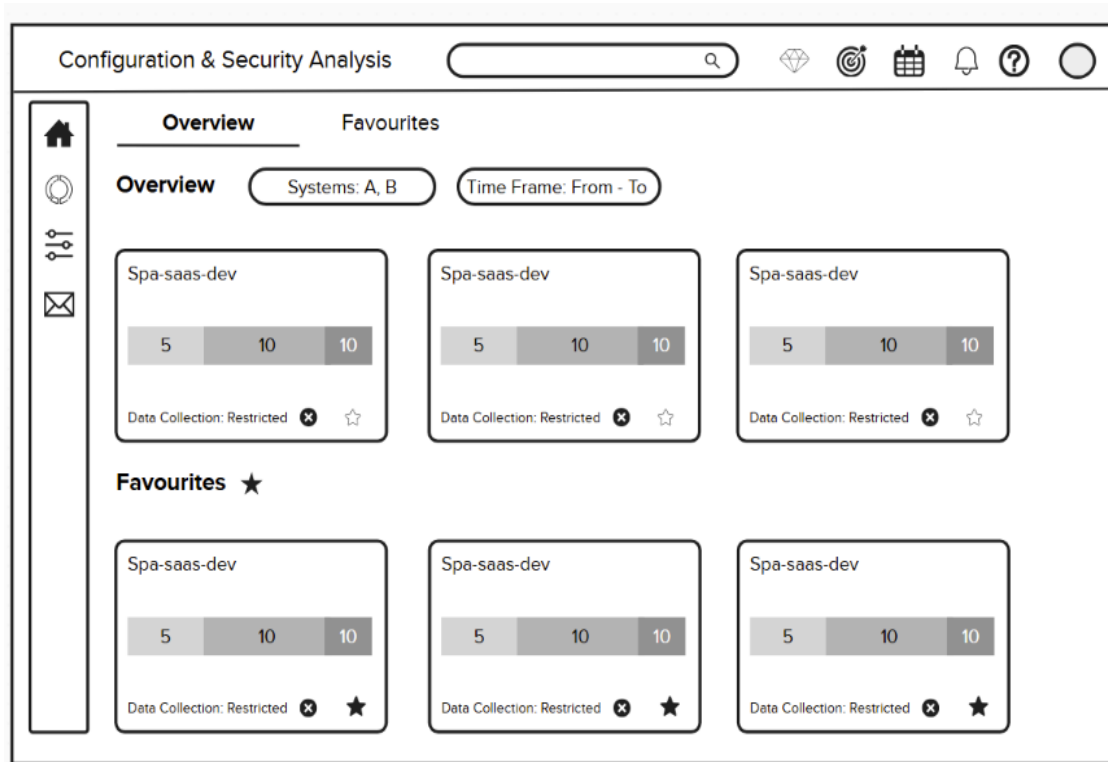 Configuration & Security Analysis
?
Overview Favourites
Overview Systems: A, B Time Frame: From - To
Spa-saas-dev Spa-saas-dev Spa-saas-dev
5 10 10 5 10 10 5 10 10
Data Collection: Restricted Data Collection: Restricted Data Collection: Restricted
Favourites
Spa-saas-dev Spa-saas-dev Spa-saas-dev
5 10 10 5 10 10 5 10 10
Data Collection: Restricted Data Collection: Restricted Data Collection: Restricted